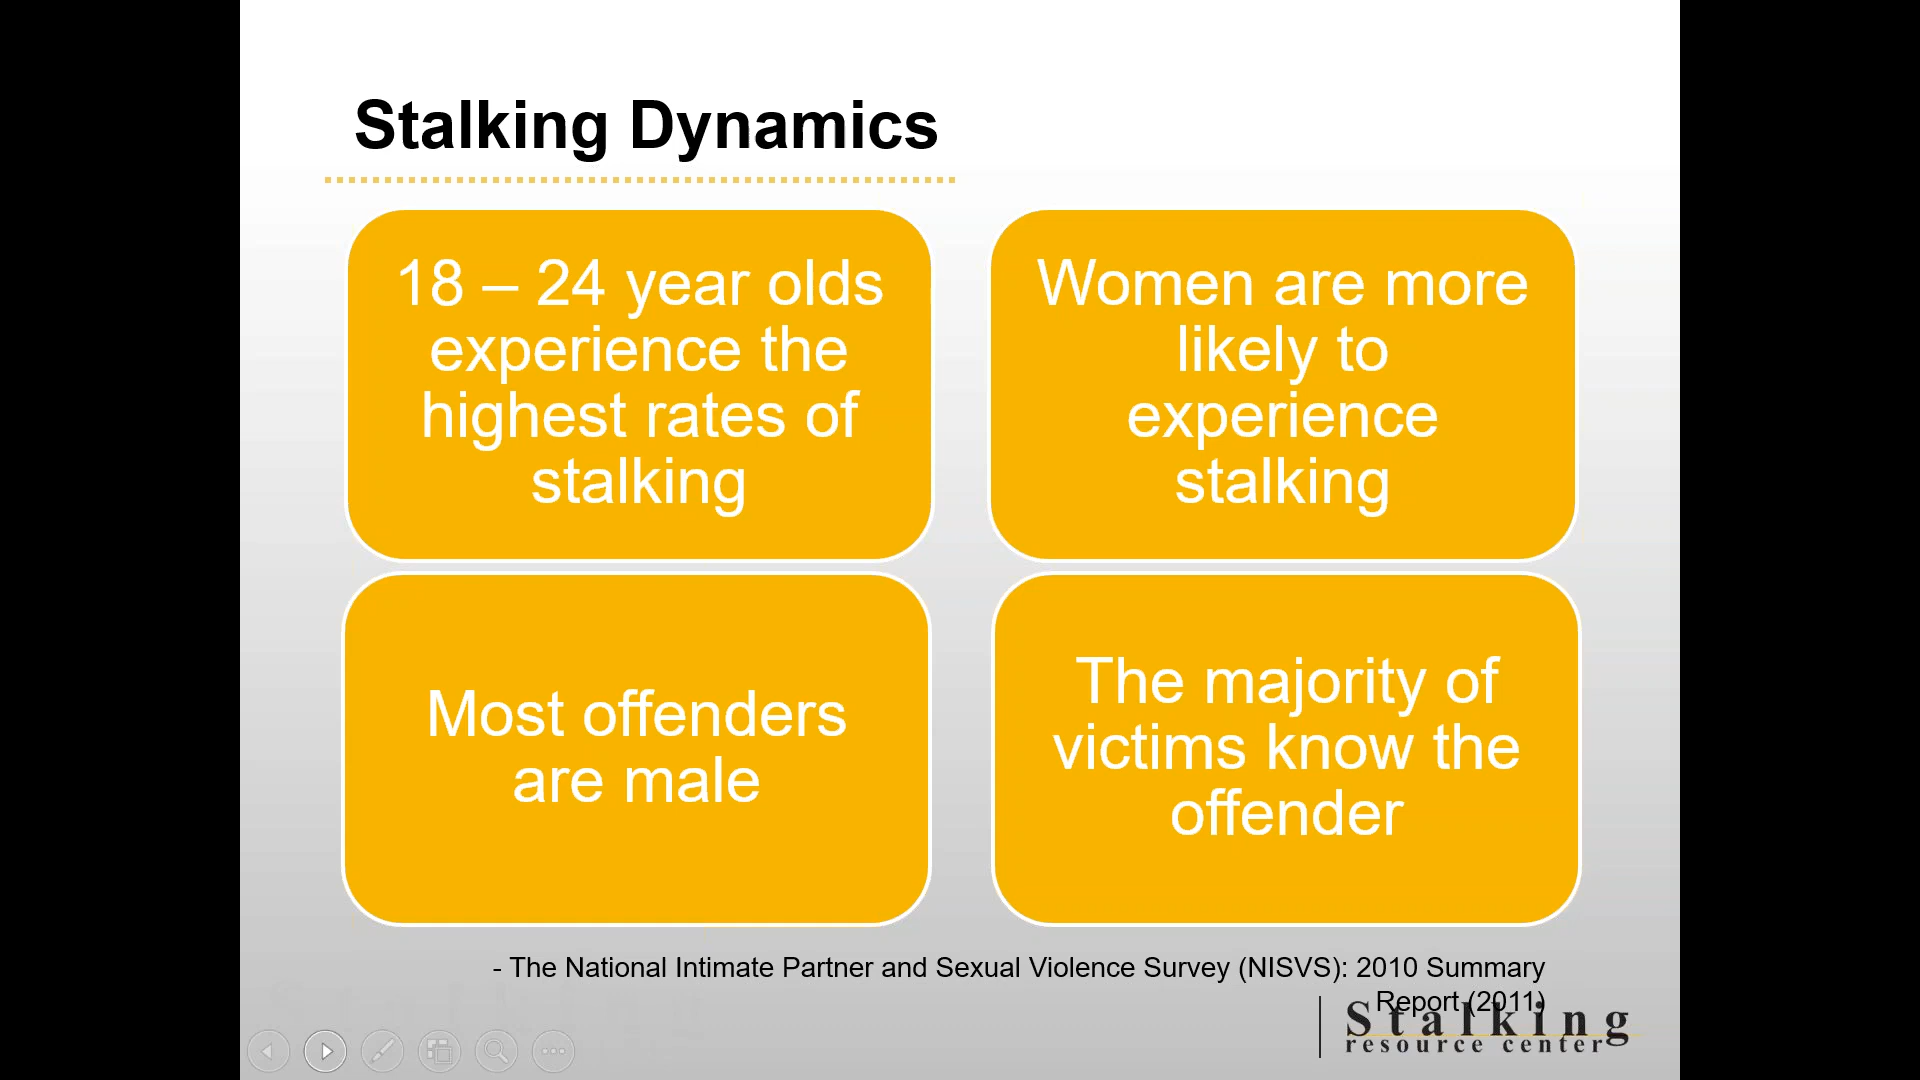 Stalking Dynamics
18 – 24 year olds
experience the
highest rates of
stalking
Women are more
likely to
experience
stalking
Most offenders
are male
The majority of
victims know the
offender
- The National Intimate Partner and Sexual Violence Survey (NISVS): 2010 Summary
Report (2011)
Stalking
resource center